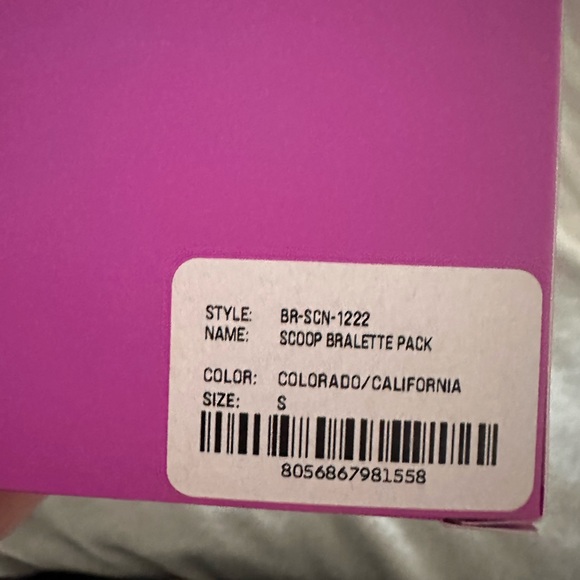 STYLE: BR-SCN-1222
NAME: SCOOP BRALETTE PACK
COLOR: COLORADO/CALIFORNIA
SIZE: S
8056867981558